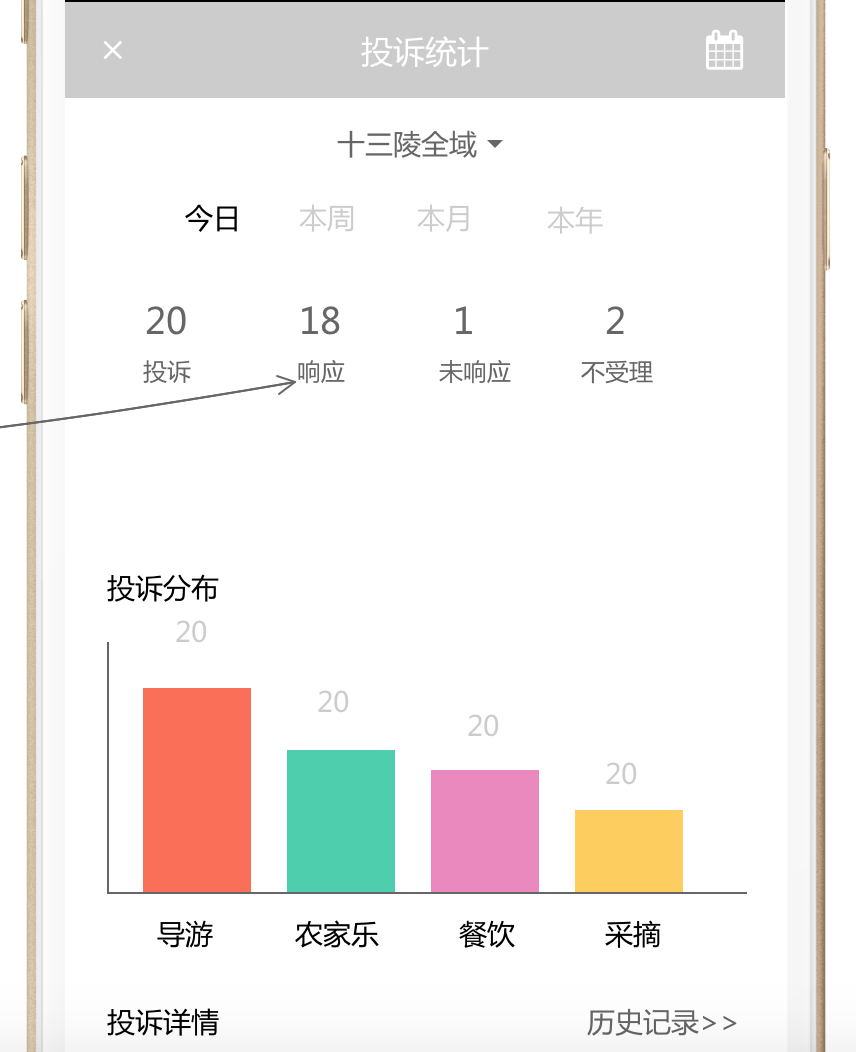 × 投诉统计
十三陵全域
今日 本周 本月 本年
20 18 1 2
投诉 响应 未响应 不受理
投诉分布
20
20
20
20
导游 农家乐 餐饮 采摘
投诉详情 历史记录>>